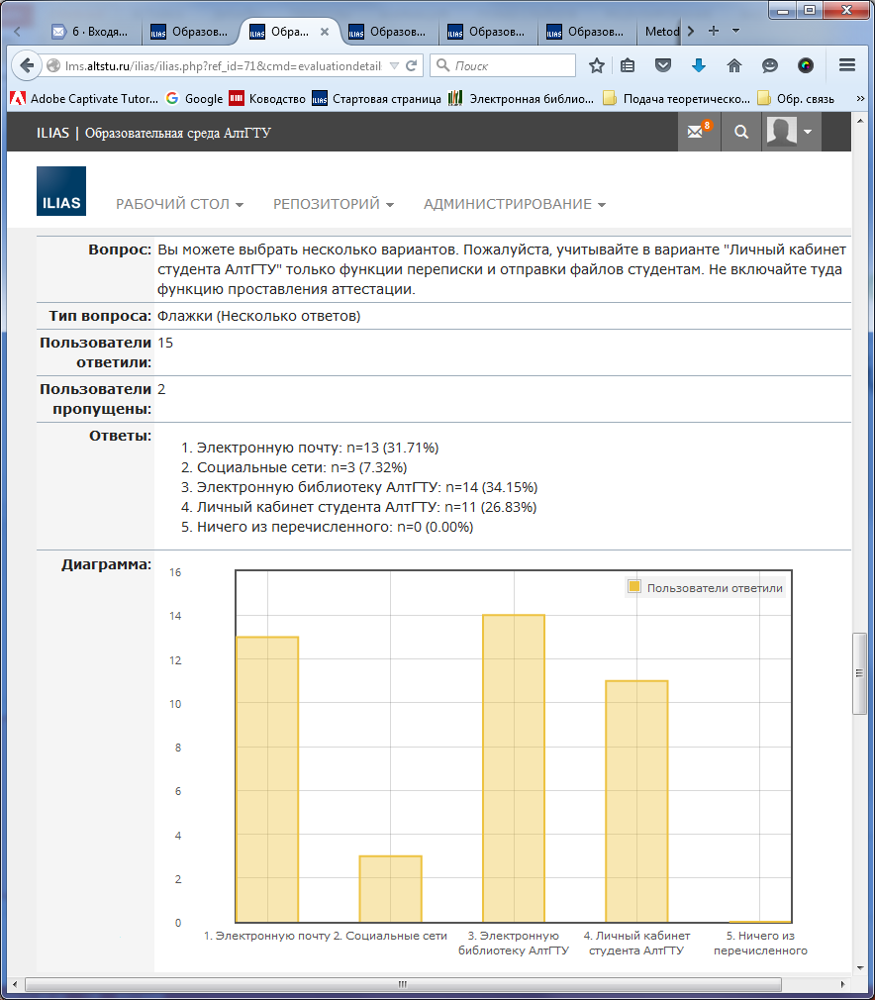 6 · Входя...
Образов...
Обра...
Образов...
Образов...
Образов...
Metod
lms.altstu.ru/ilias/ilias.php?ref_id=71&cmd=evaluationdetail
Поиск
Adobe Captivate Tutor...
Google
Ководство
Стартовая страница
Электронная библио...
Подача теоретическо...
Обр. связь
»
ILIAS | Образовательная среда АлтГТУ
8
ILIAS
РАБОЧИЙ СТОЛ
РЕПОЗИТОРИЙ
АДМИНИСТРИРОВАНИЕ
Вопрос: Вы можете выбрать несколько вариантов. Пожалуйста, учитывайте в варианте "Личный кабинет
студента АлтГТУ" только функции переписки и отправки файлов студентам. Не включайте туда
функцию проставления аттестации.
Тип вопроса: Флажки (Несколько ответов)
Пользователи 15
ответили:
Пользователи 2
пропущены:
Ответы:
1. Электронную почту: n=13 (31.71%)
2. Социальные сети: n=3 (7.32%)
3. Электронную библиотеку АлтГТУ: n=14 (34.15%)
4. Личный кабинет студента АлтГТУ: n=11 (26.83%)
5. Ничего из перечисленного: n=0 (0.00%)
Диаграмма:
16
Пользователи ответили
14
12
10
8
6
4
2
0
1. Электронную почту
2. Социальные сети
3. Электронную
библиотеку АлтГТУ
4. Личный кабинет
студента АлтГТУ
5. Ничего из
перечисленного